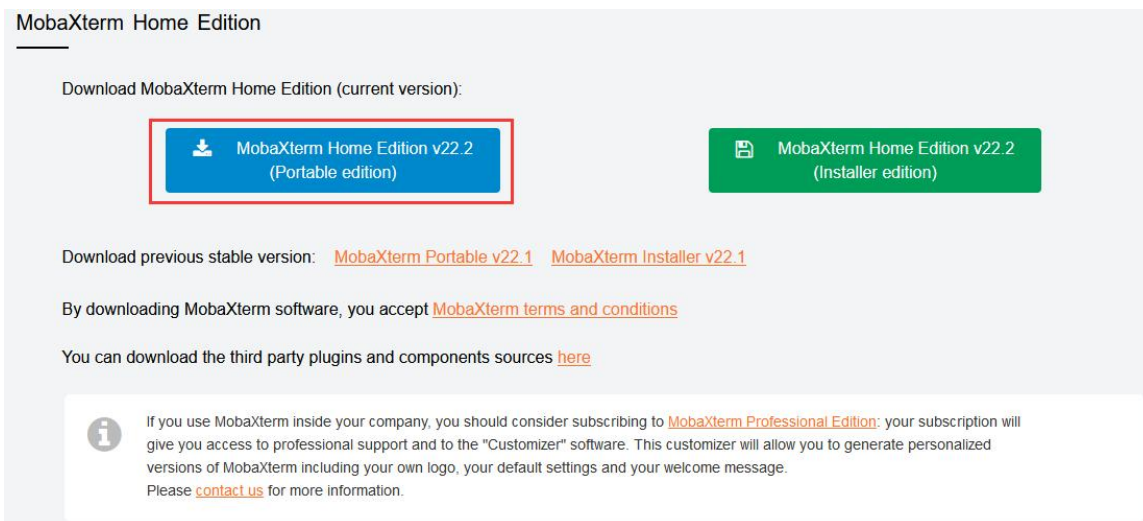 MobaXterm Home Edition
Download MobaXterm Home Edition (current version):
MobaXterm Home Edition v22.2
(Portable edition)
MobaXterm Home Edition v22.2
(Installer edition)
Download previous stable version: MobaXterm Portable v22.1 MobaXterm Installer v22.1
By downloading MobaXterm software, you accept MobaXterm terms and conditions
You can download the third party plugins and components sources here
If you use MobaXterm inside your company, you should consider subscribing to MobaXterm Professional Edition: your subscription will
give you access to professional support and to the "Customizer" software. This customizer will allow you to generate personalized
versions of MobaXterm including your own logo, your default settings and your welcome message.
Please contact us for more information.